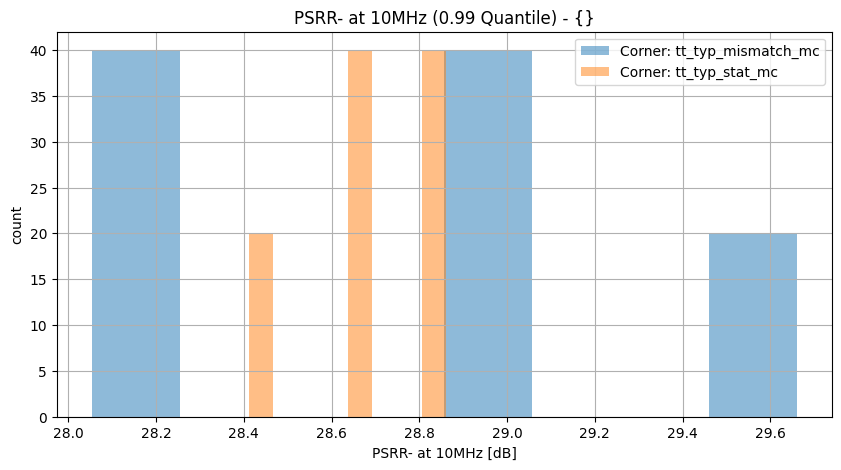 PSRR- at 10MHz (0.99 Quantile) - {}
Corner: tt_typ_mismatch_mc
Corner: tt_typ_stat_mc
count
40
35
30
25
20
15
10
5
0
28.0 28.2 28.4 28.6 28.8 29.0 29.2 29.4 29.6
PSRR- at 10MHz [dB]